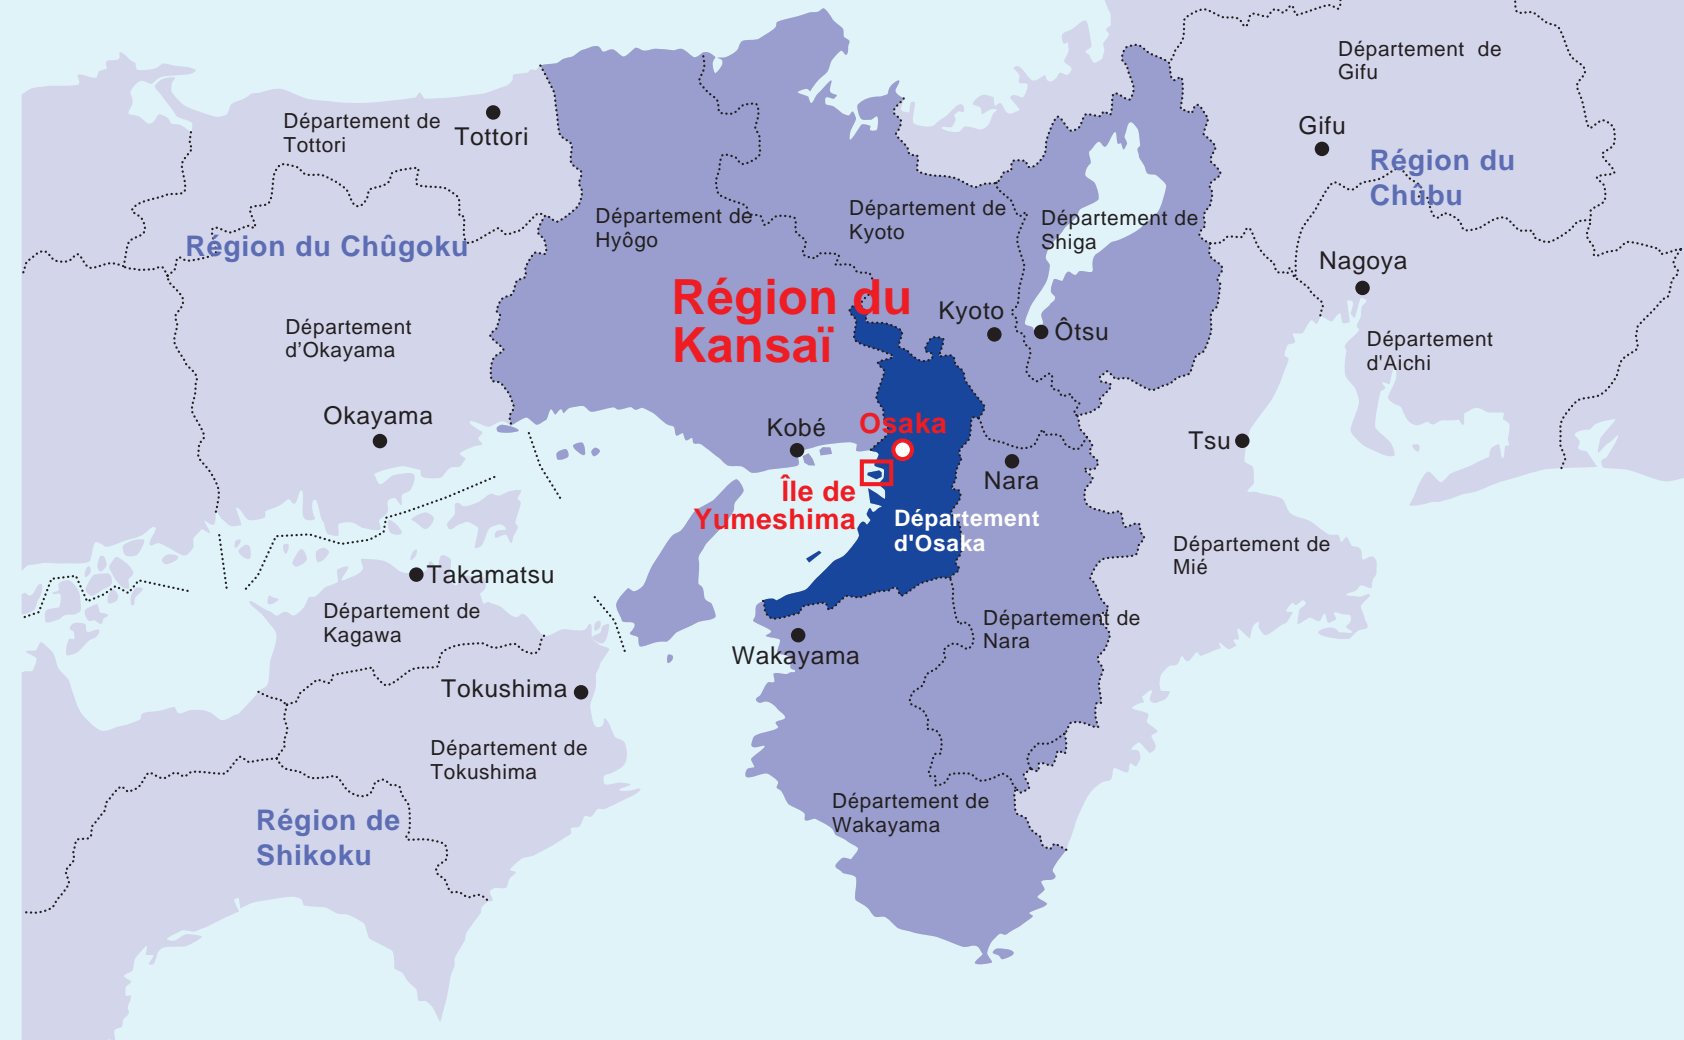 Département de
Gifu
Gifu
Région du
Chûbu
Département de
Tottori
Tottori
Département de
Hyôgo
Département de
Kyoto
Département de
Shiga
Région du Chûgoku
Nagoya
Région du
Kansaï
Kyoto
Ôtsu
Département
d’Okayama
Département
d'Aichi
Okayama
Kobé
Osaka
Tsu
Nara
Île de
Yumeshima
Département
d'Osaka
Département de
Mié
Takamatsu
Département de
Kagawa
Département de
Nara
Wakayama
Tokushima
Département de
Tokushima
Département de
Wakayama
Région de
Shikoku